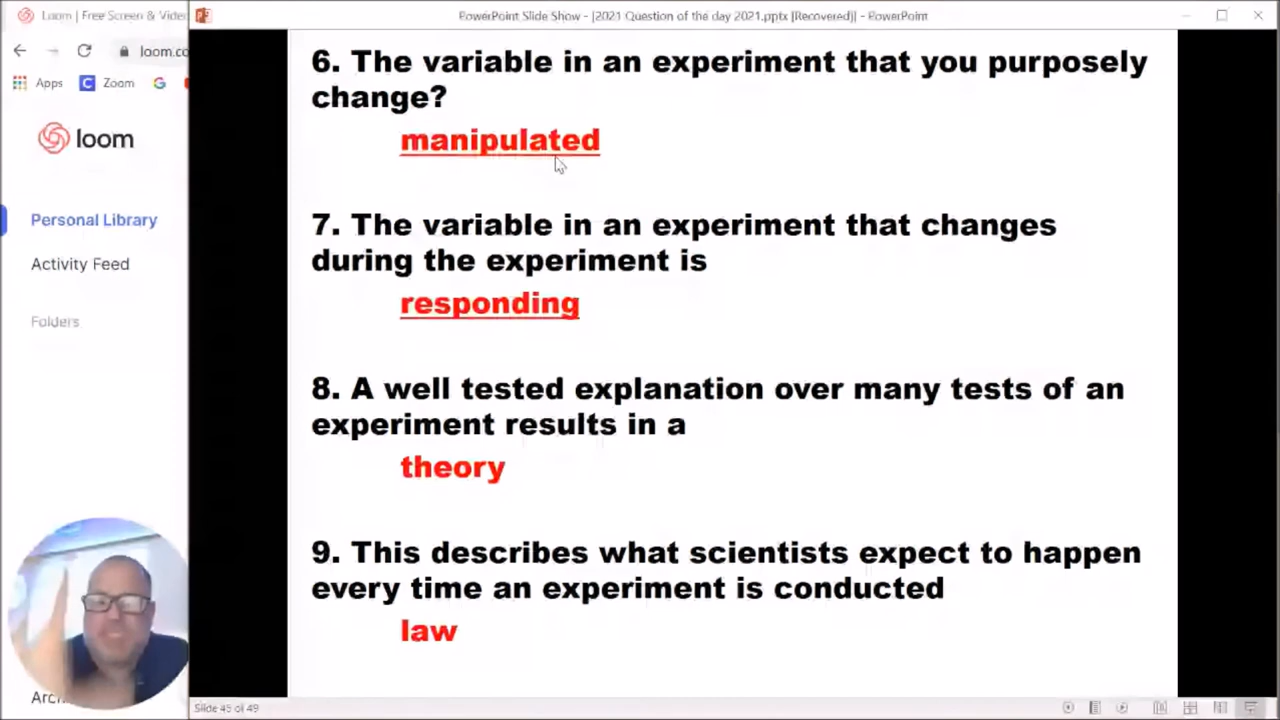 Loom | Free Screen & Video
PowerPoint Slide Show - [2021 Question of the day 2021.pptx [Recovered]] - PowerPoint
loom.co
Apps Zoom
loom
Personal Library
Activity Feed
Folders
6. The variable in an experiment that you purposely
change?
manipulated
7. The variable in an experiment that changes
during the experiment is
responding
8. A well tested explanation over many tests of an
experiment results in a
theory
9. This describes what scientists expect to happen
every time an experiment is conducted
law
Slide 45 of 49